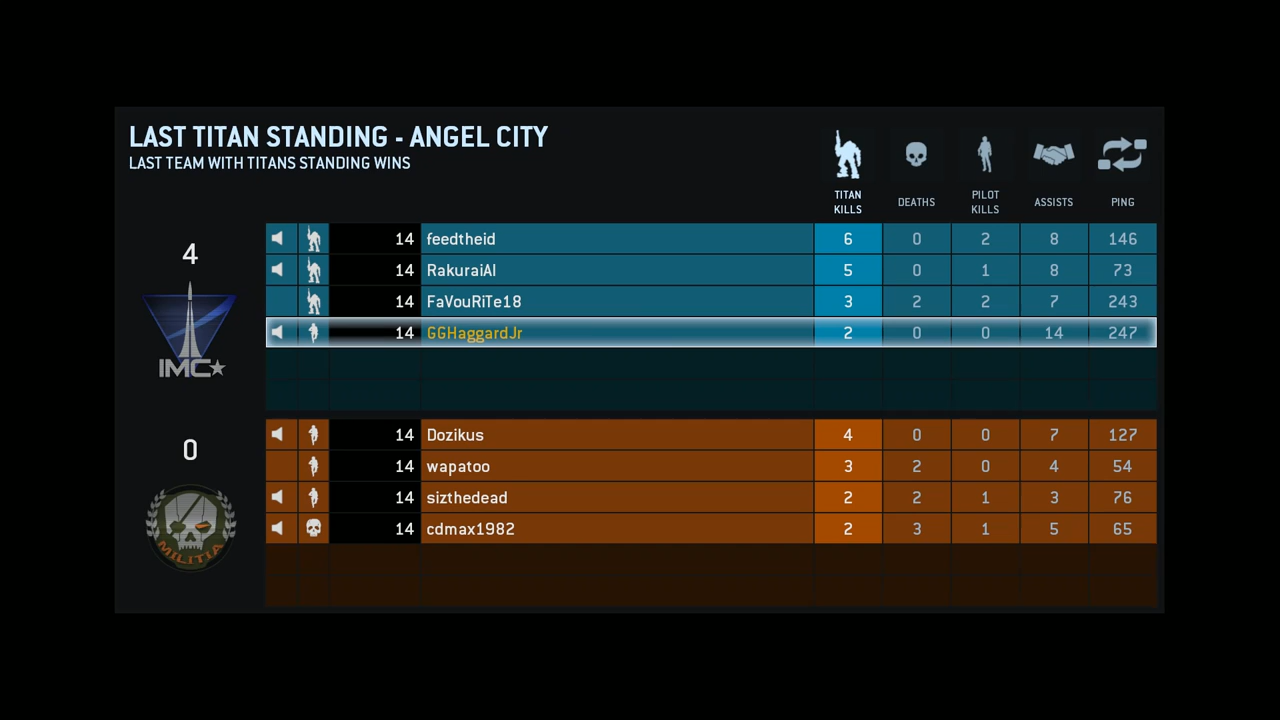 LAST TITAN STANDING - ANGEL CITY
LAST TEAM WITH TITANS STANDING WINS
TITAN KILLS DEATHS PILOT KILLS ASSISTS PING
4
IMC
14 feedtheid 6 0 2 8 146
14 RakuraiAI 5 0 1 8 73
14 FaVouRiTe18 3 2 2 7 243
14 GGHaggardJr 2 0 0 14 247
0
MILITIA
14 Dozikus 4 0 0 7 127
14 wapatoo 3 2 0 4 54
14 sizthedead 2 2 1 3 76
14 cdmax1982 2 3 1 5 65